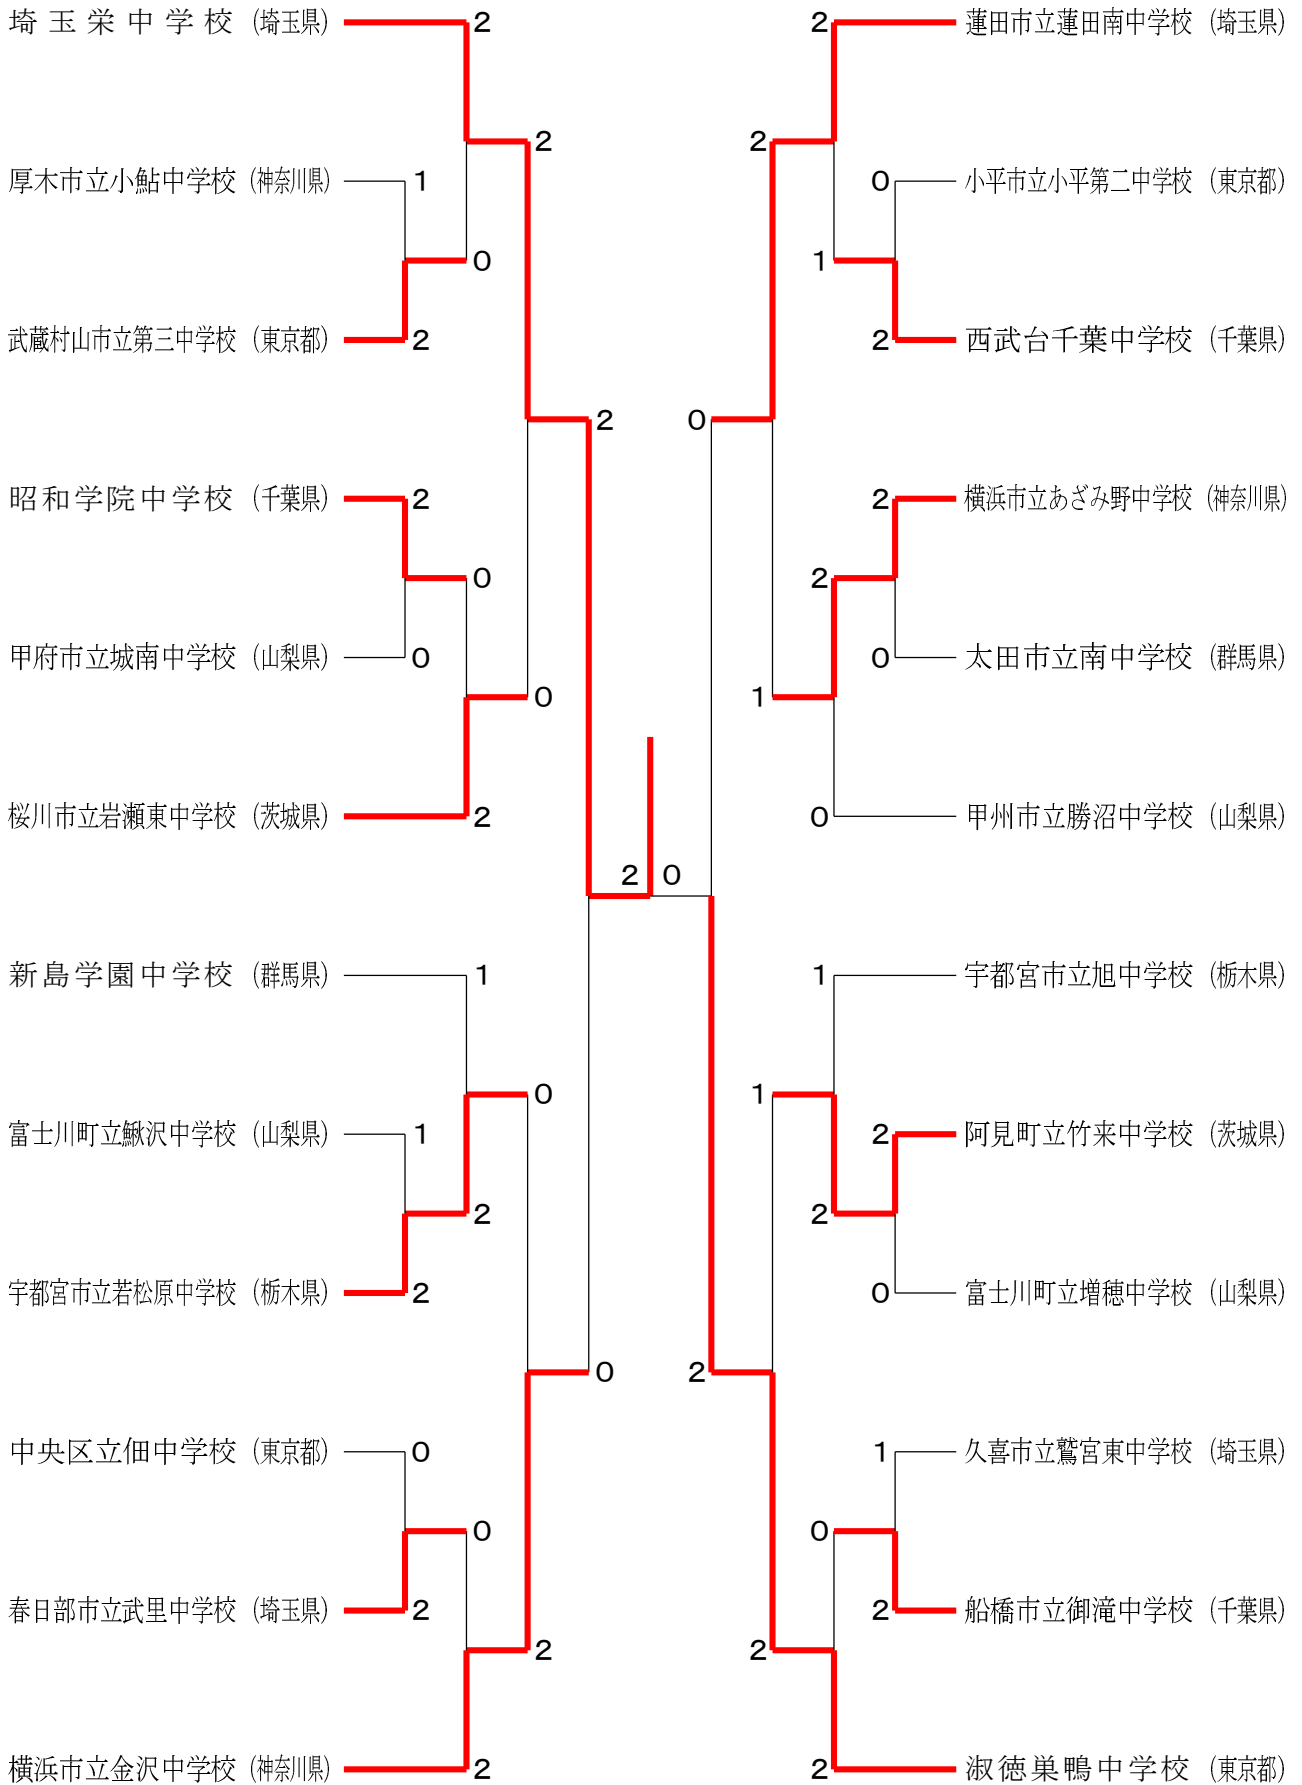 埼玉栄中学校 (埼玉県) 2 2 蓮田市立蓮田南中学校 (埼玉県)
2 2
厚木市立小鮎中学校 (神奈川県) 1 0 小平市立小平第二中学校 (東京都)
0 1
武蔵村山市立第三中学校 (東京都) 2 2 西武台千葉中学校 (千葉県)
2 0
昭和学院中学校 (千葉県) 2 2 横浜市立あざみ野中学校 (神奈川県)
0 2
甲府市立城南中学校 (山梨県) 0 0 太田市立南中学校 (群馬県)
0 1
桜川市立岩瀬東中学校 (茨城県) 2 0 甲州市立勝沼中学校 (山梨県)
2 0
新島学園中学校 (群馬県) 1 1 宇都宮市立旭中学校 (栃木県)
0 1
富士川町立鰍沢中学校 (山梨県) 1 2 阿見町立竹来中学校 (茨城県)
2 2
宇都宮市立若松原中学校 (栃木県) 2 0 富士川町立増穂中学校 (山梨県)
0 2
中央区立佃中学校 (東京都) 0 1 久喜市立鷲宮東中学校 (埼玉県)
0 0
春日部市立武里中学校 (埼玉県) 2 2 船橋市立御滝中学校 (千葉県)
2 2
横浜市立金沢中学校 (神奈川県) 2 2 淑徳巣鴨中学校 (東京都)